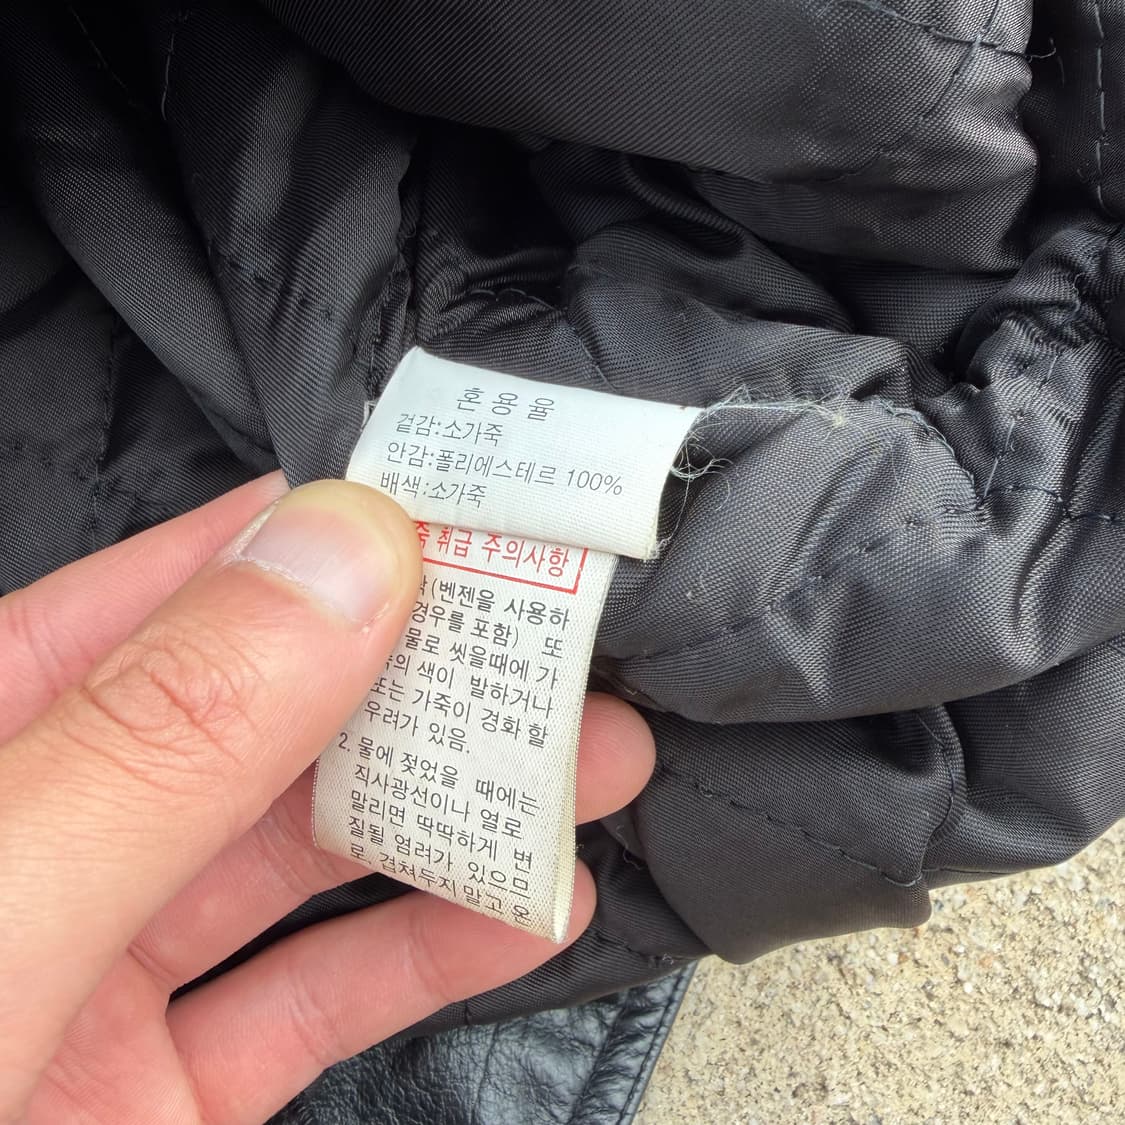 혼용율
겉감:소가죽
안감:폴리에스테르 100%
배색:소가죽
취급 주의사항
(벤젠을 사용하
경우를 포함) 또
물로 씻을때에 가
색이 발하거나
또는 가죽이 경화 할
우려가 있음.
2. 물에 젖었을 때에는
직사광선이나 열로
말리면 딱딱하게 변
질될 염려가 있으므
로, 겹쳐두지 말고 온